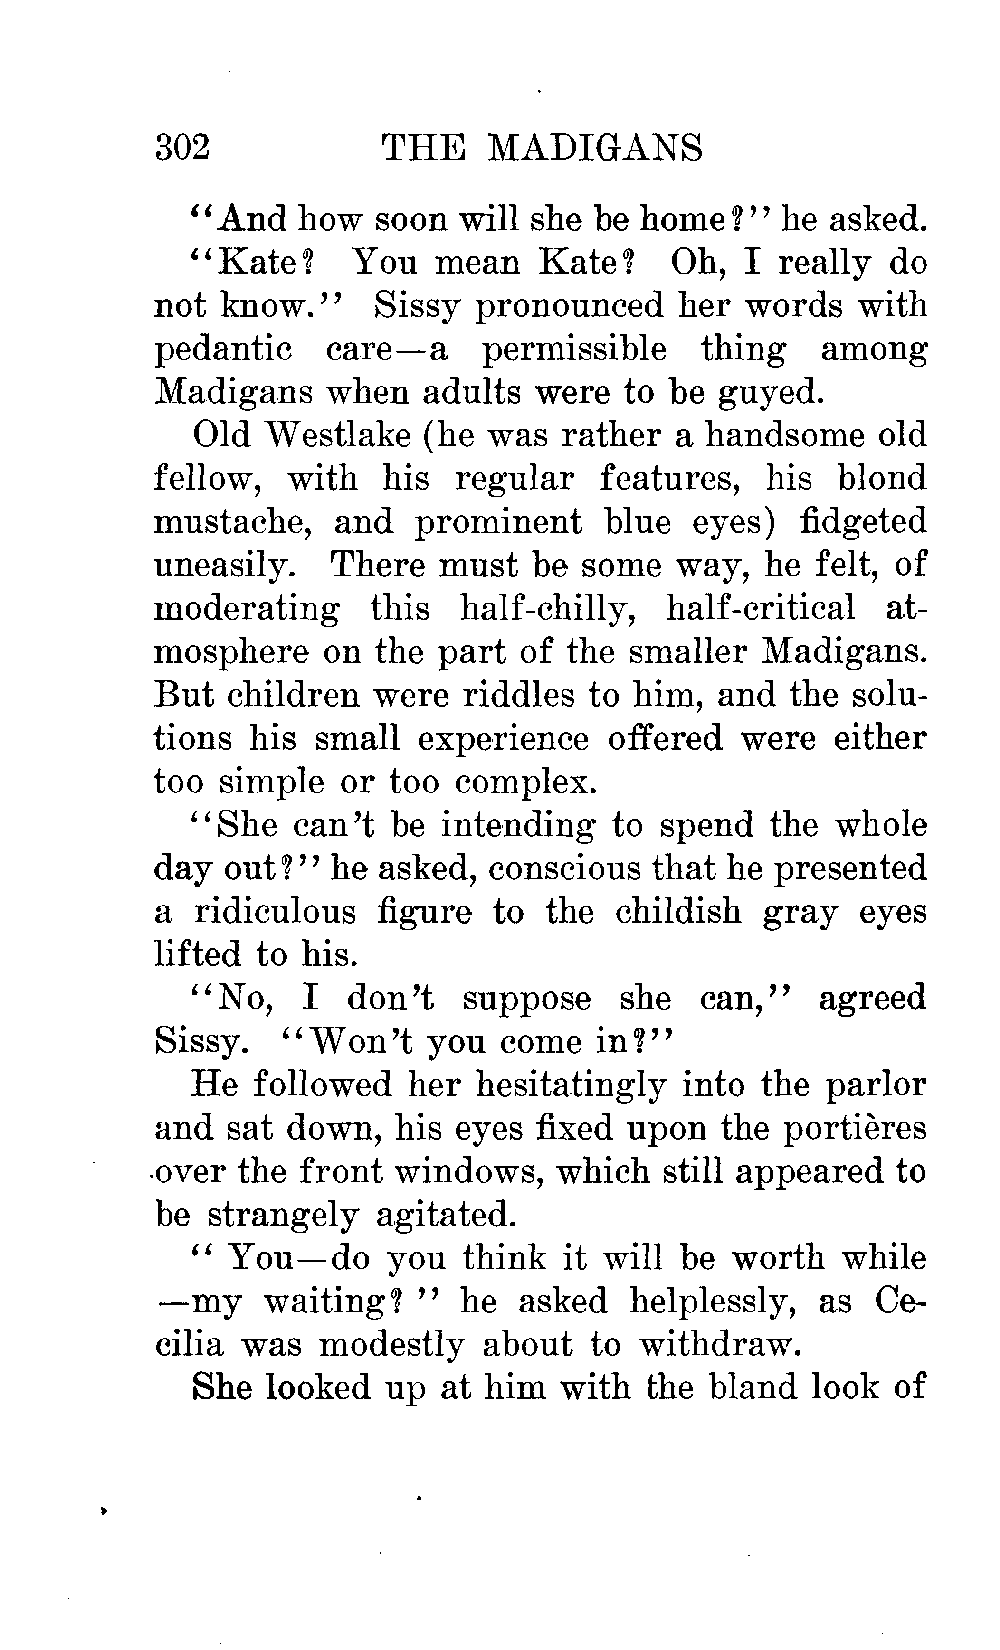 302 THE MADIGANS
"And how soon will she be home?" he asked.
"Kate? You mean Kate? Oh, I really do
not know." Sissy pronounced her words with
pedantic care—a permissible thing among
Madigans when adults were to be guyed.
Old Westlake (he was rather a handsome old
fellow, with his regular features, his blond
mustache, and prominent blue eyes) fidgeted
uneasily. There must be some way, he felt, of
moderating this half-chilly, half-critical at-
mosphere on the part of the smaller Madigans.
But children were riddles to him, and the solu-
tions his small experience offered were either
too simple or too complex.
"She can't be intending to spend the whole
day out?" he asked, conscious that he presented
a ridiculous figure to the childish gray eyes
lifted to his.
"No, I don't suppose she can," agreed
Sissy. "Won't you come in?"
He followed her hesitatingly into the parlor
and sat down, his eyes fixed upon the portières
over the front windows, which still appeared to
be strangely agitated.
" You—do you think it will be worth while
—my waiting? " he asked helplessly, as Ce-
cilia was modestly about to withdraw.
She looked up at him with the bland look of